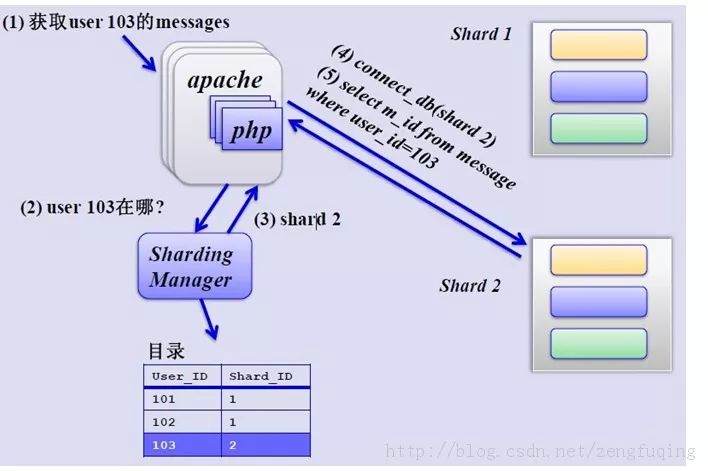 (1) 获取user 103的messages
apache
php
(2) user 103在哪?
(3) shard 2
Sharding
Manager
(4) connect_db(shard 2)
(5) select m_id from message
where user_id=103
Shard 1
Shard 2
目录
User_ID Shard_ID
101 1
102 1
103 2
http://blog.csdn.net/zengfuqing